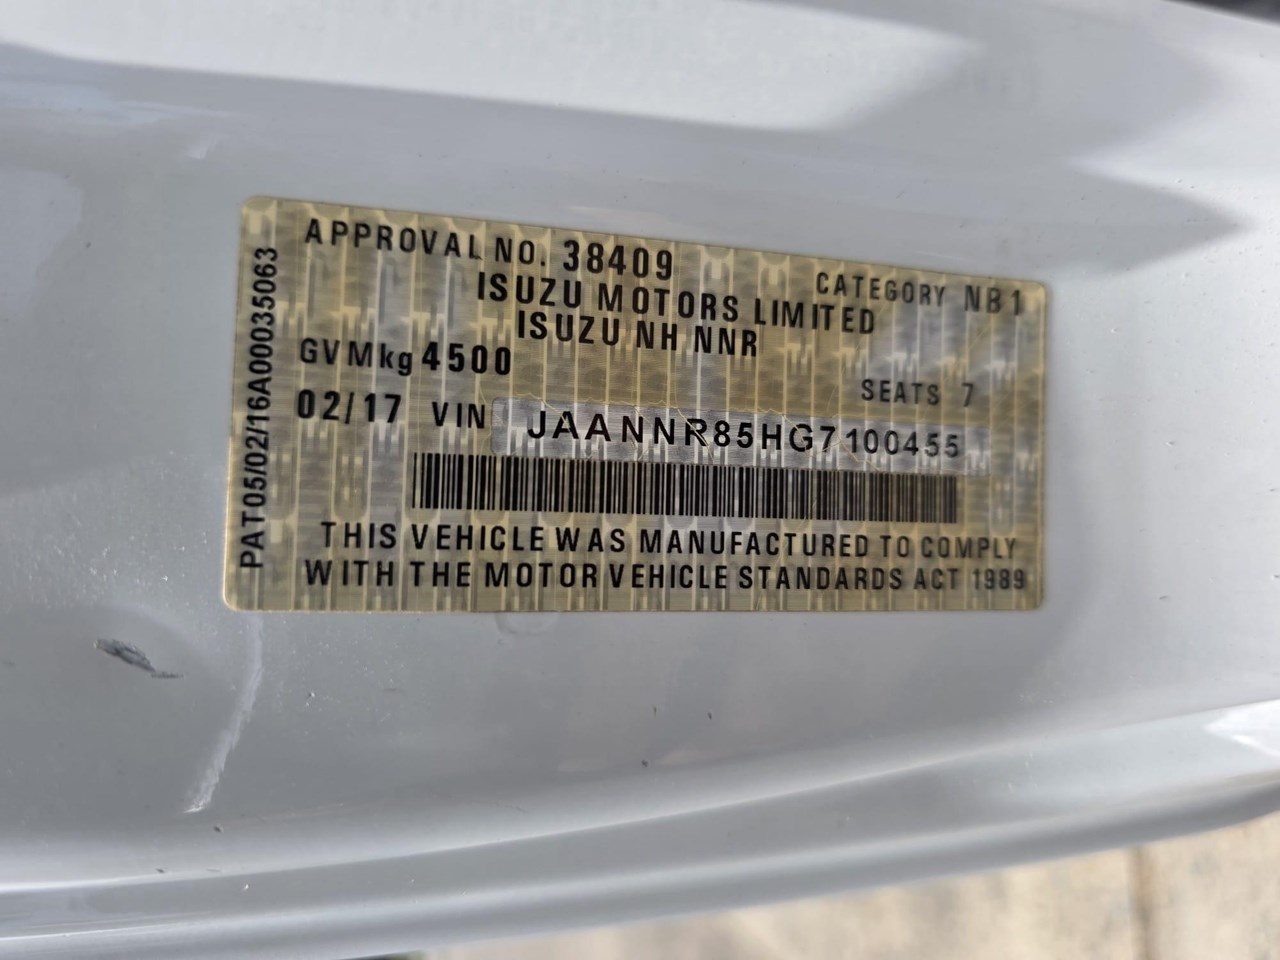 APPROVAL NO. 38409
CATEGORY NB1
ISUZU MOTORS LIMITED
ISUZU NH NNR
GVMkg 4500
SEATS 7
02/17 VIN JAANNR85HG7100455
THIS VEHICLE WAS MANUFACTURED TO COMPLY
WITH THE MOTOR VEHICLE STANDARDS ACT 1989
PAT05/02/16A00035063